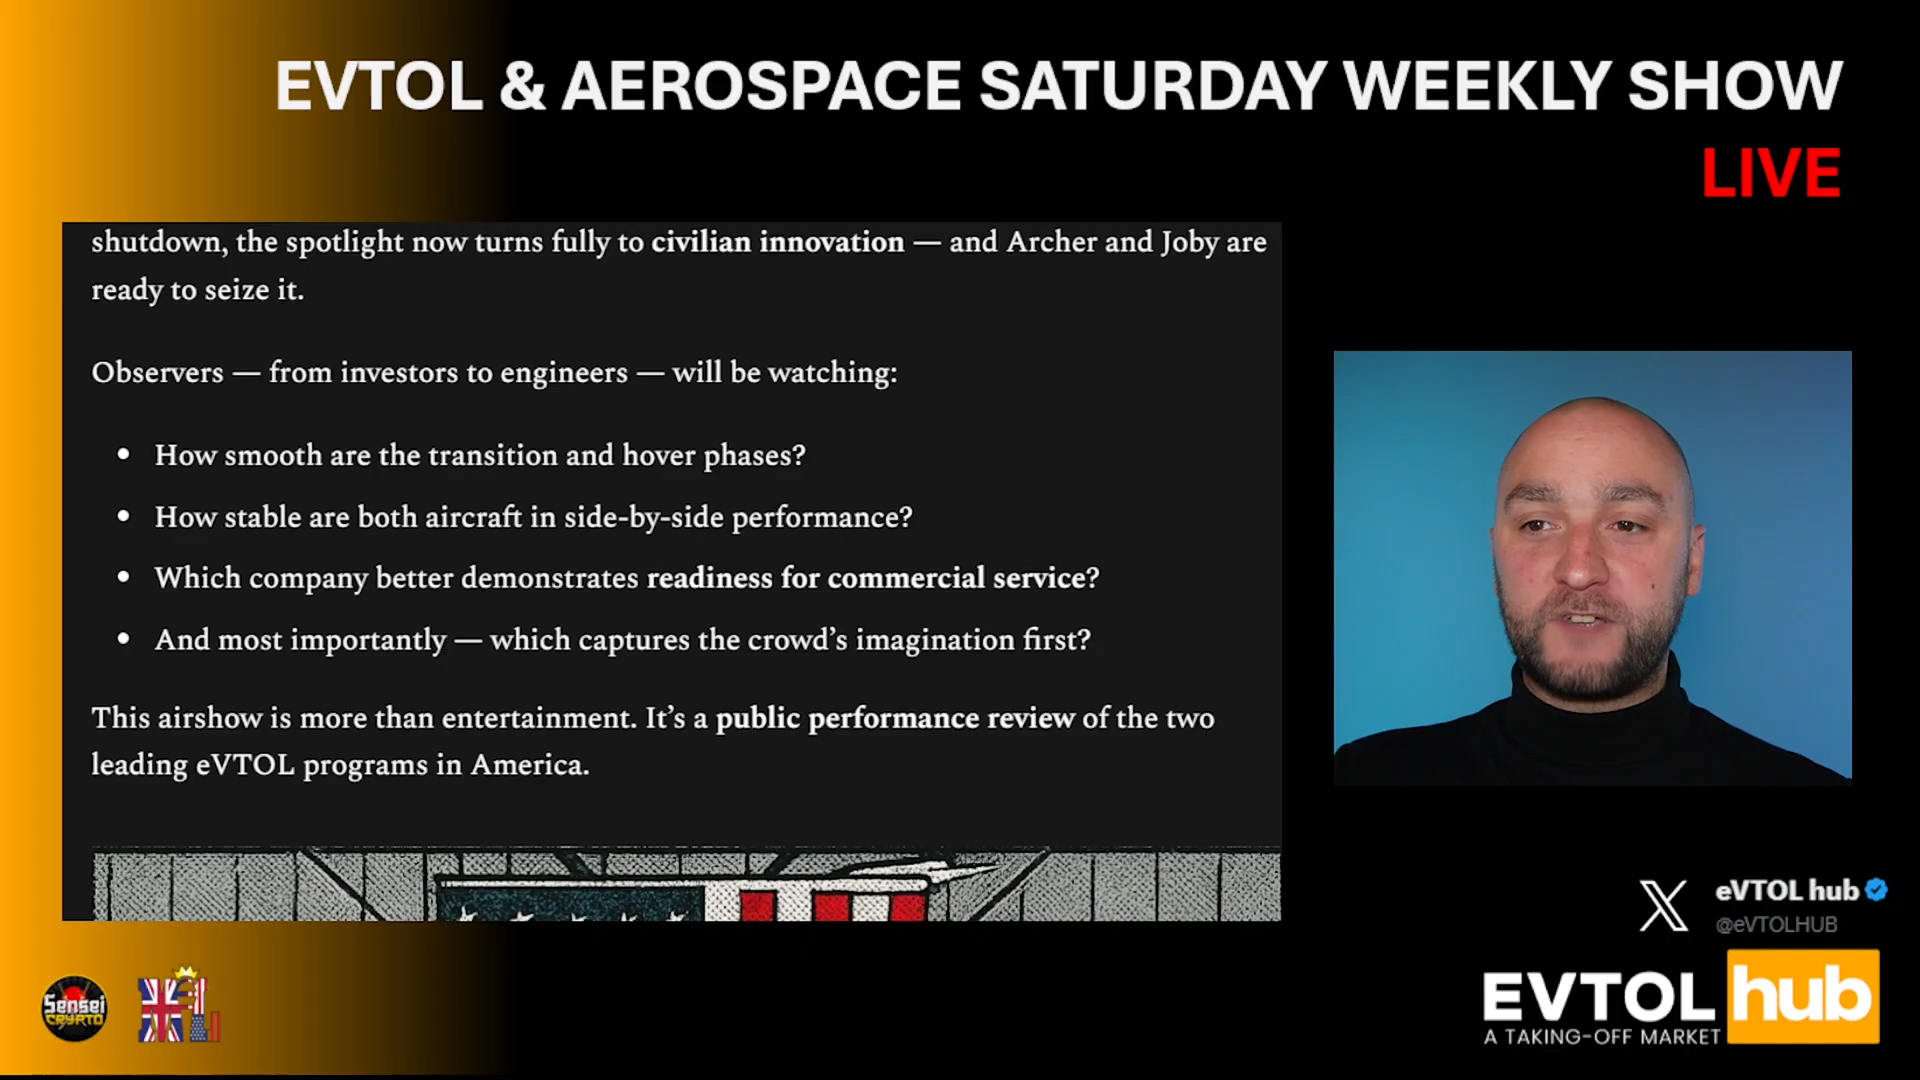 EVTOL & AEROSPACE SATURDAY WEEKLY SHOW
LIVE
shutdown, the spotlight now turns fully to civilian innovation — and Archer and Joby are
ready to seize it.
Observers — from investors to engineers — will be watching:
• How smooth are the transition and hover phases?
• How stable are both aircraft in side-by-side performance?
• Which company better demonstrates readiness for commercial service?
• And most importantly — which captures the crowd’s imagination first?
This airshow is more than entertainment. It’s a public performance review of the two
leading eVTOL programs in America.
eVTOL hub
@eVTOLHUB
EVTOL hub
A TAKING-OFF MARKET
Sensei
CRYPTO